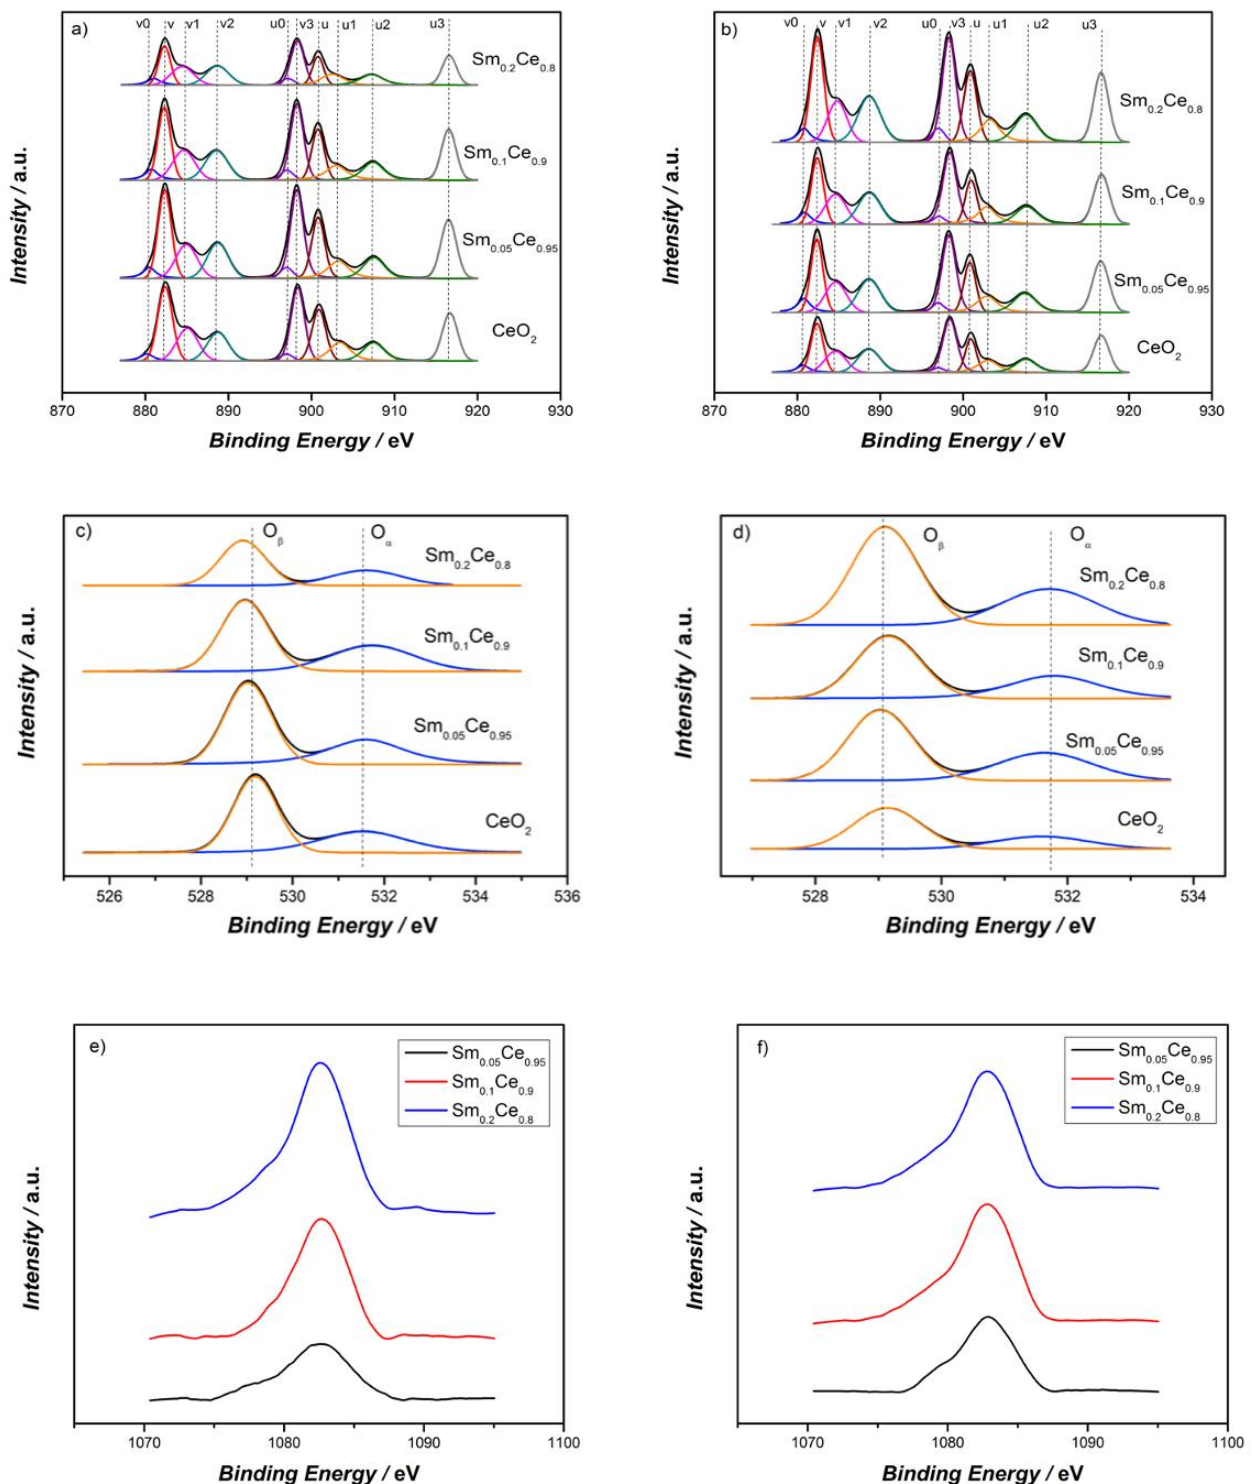 a)
v0 v v1 v2 u0 v3 u u1 u2 u3
Sm0.2Ce0.8
Sm0.1Ce0.9
Sm0.05Ce0.95
CeO2
Intensity / a.u.
870 880 890 900 910 920 930
Binding Energy / eV
b)
v0 v v1 v2 u0 v3 u u1 u2 u3
Sm0.2Ce0.8
Sm0.1Ce0.9
Sm0.05Ce0.95
CeO2
Intensity / a.u.
870 880 890 900 910 920 930
Binding Energy / eV
c)
Oβ Oα
Sm0.2Ce0.8
Sm0.1Ce0.9
Sm0.05Ce0.95
CeO2
Intensity / a.u.
526 528 530 532 534 536
Binding Energy / eV
d)
Oβ Oα
Sm0.2Ce0.8
Sm0.1Ce0.9
Sm0.05Ce0.95
CeO2
Intensity / a.u.
528 530 532 534
Binding Energy / eV
e)
Sm0.05Ce0.95
Sm0.1Ce0.9
Sm0.2Ce0.8
Intensity / a.u.
1070 1080 1090 1100
Binding Energy / eV
f)
Sm0.05Ce0.95
Sm0.1Ce0.9
Sm0.2Ce0.8
Intensity / a.u.
1070 1080 1090 1100
Binding Energy / eV